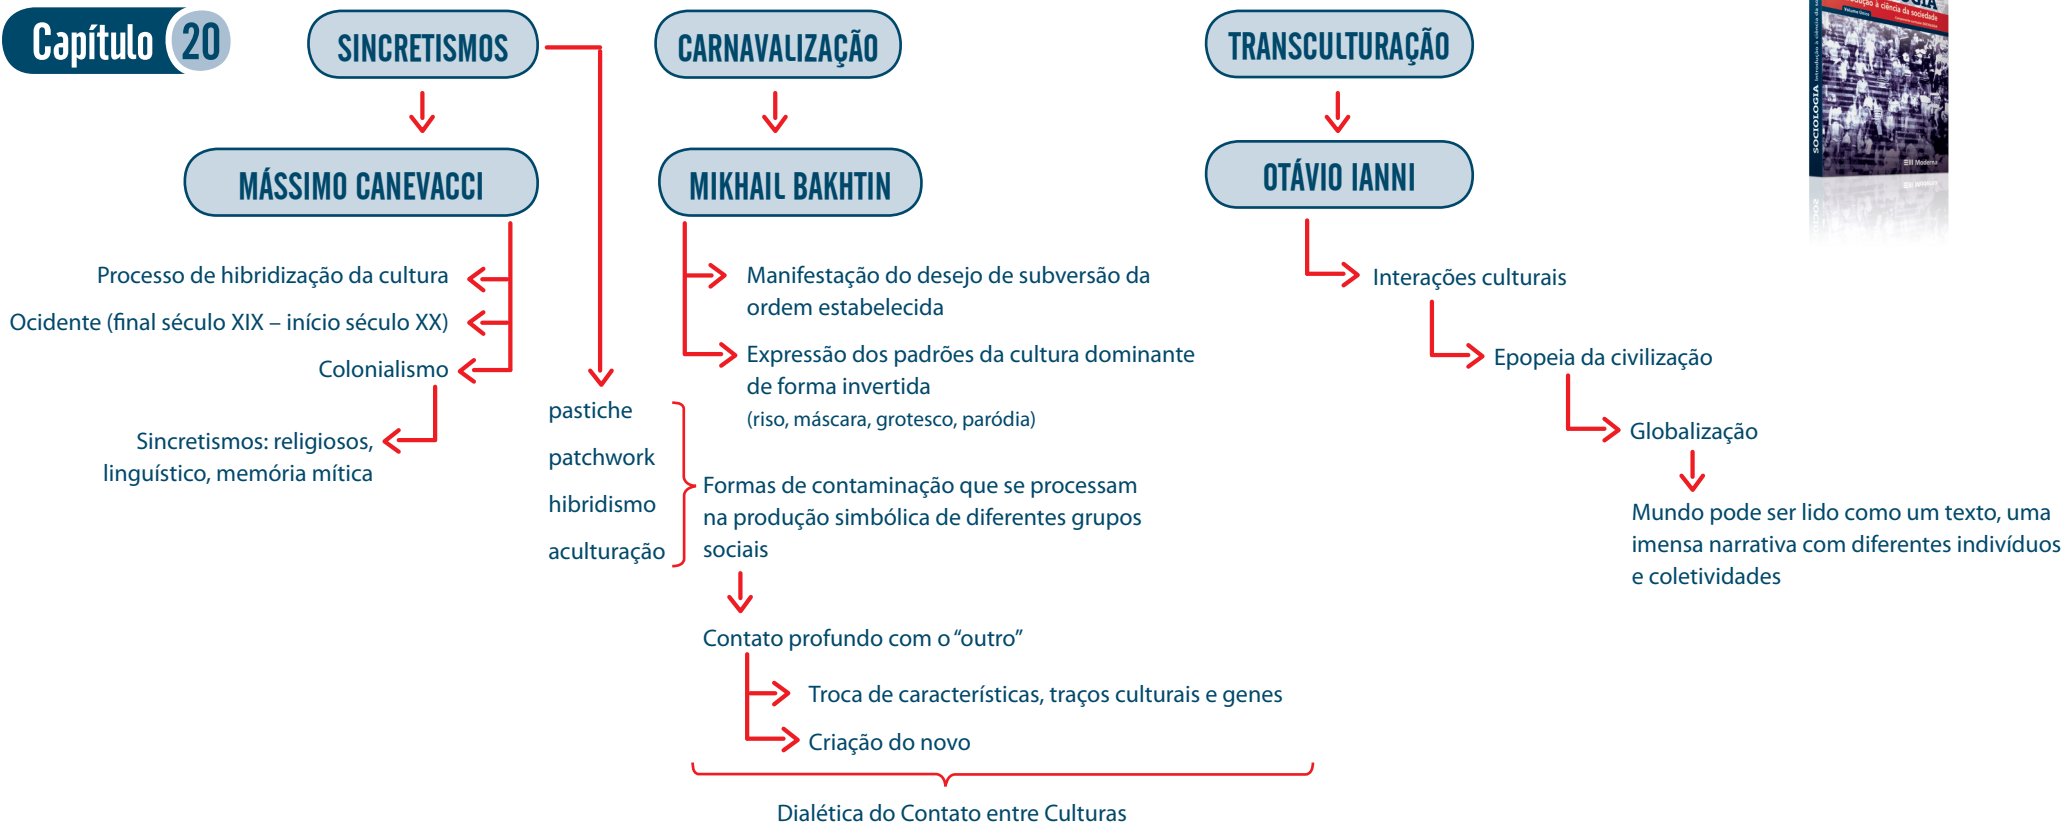 Capítulo 20
SINCRETISMOS
CARNAVALIZAÇÃO
TRANSCULTURAÇÃO
MÁSSIMO CANEVACCI
MIKHAIL BAKHTIN
OTÁVIO IANNI
Processo de hibridização da cultura
Ocidente (final século XIX – início século XX)
Colonialismo
Sincretismos: religiosos,
linguístico, memória mítica
pastiche
patchwork
hibridismo
aculturação
Manifestação do desejo de subversão da
ordem estabelecida
Expressão dos padrões da cultura dominante
de forma invertida
(riso, máscara, grotesco, paródia)
Formas de contaminação que se processam
na produção simbólica de diferentes grupos
sociais
Contato profundo com o “outro”
Troca de características, traços culturais e genes
Criação do novo
Dialética do Contato entre Culturas
Interações culturais
Epopeia da civilização
Globalização
Mundo pode ser lido como um texto, uma
imensa narrativa com diferentes indivíduos
e coletividades
à ciência da sociedade
SOCIOLOGIA
Moderna